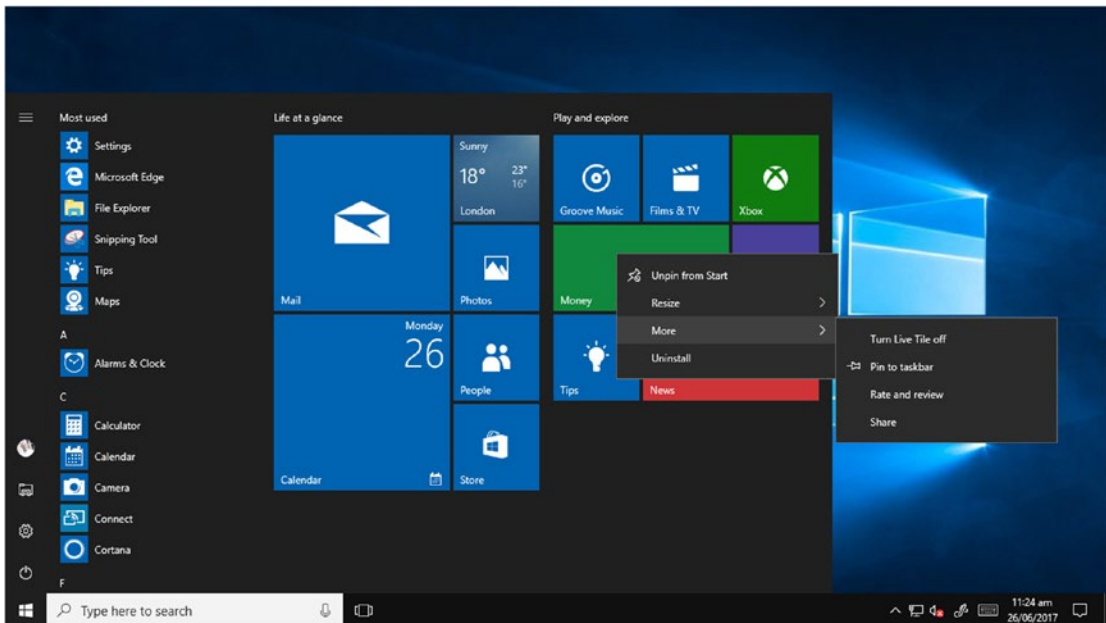 Most used
Settings
Microsoft Edge
File Explorer
Snipping Tool
Tips
Maps
A
Alarms & Clock
C
Calculator
Calendar
Camera
Connect
Cortana
F
Life at a glance
Mail
Sunny
18° 23°
16°
London
Photos
Monday
26
Calendar
People
Store
Play and explore
Groove Music
Films & TV
Xbox
Money
Tips
News
Unpin from Start
Resize
More
Uninstall
Turn Live Tile off
Pin to taskbar
Rate and review
Share
Type here to search
11:24 am
26/06/2017